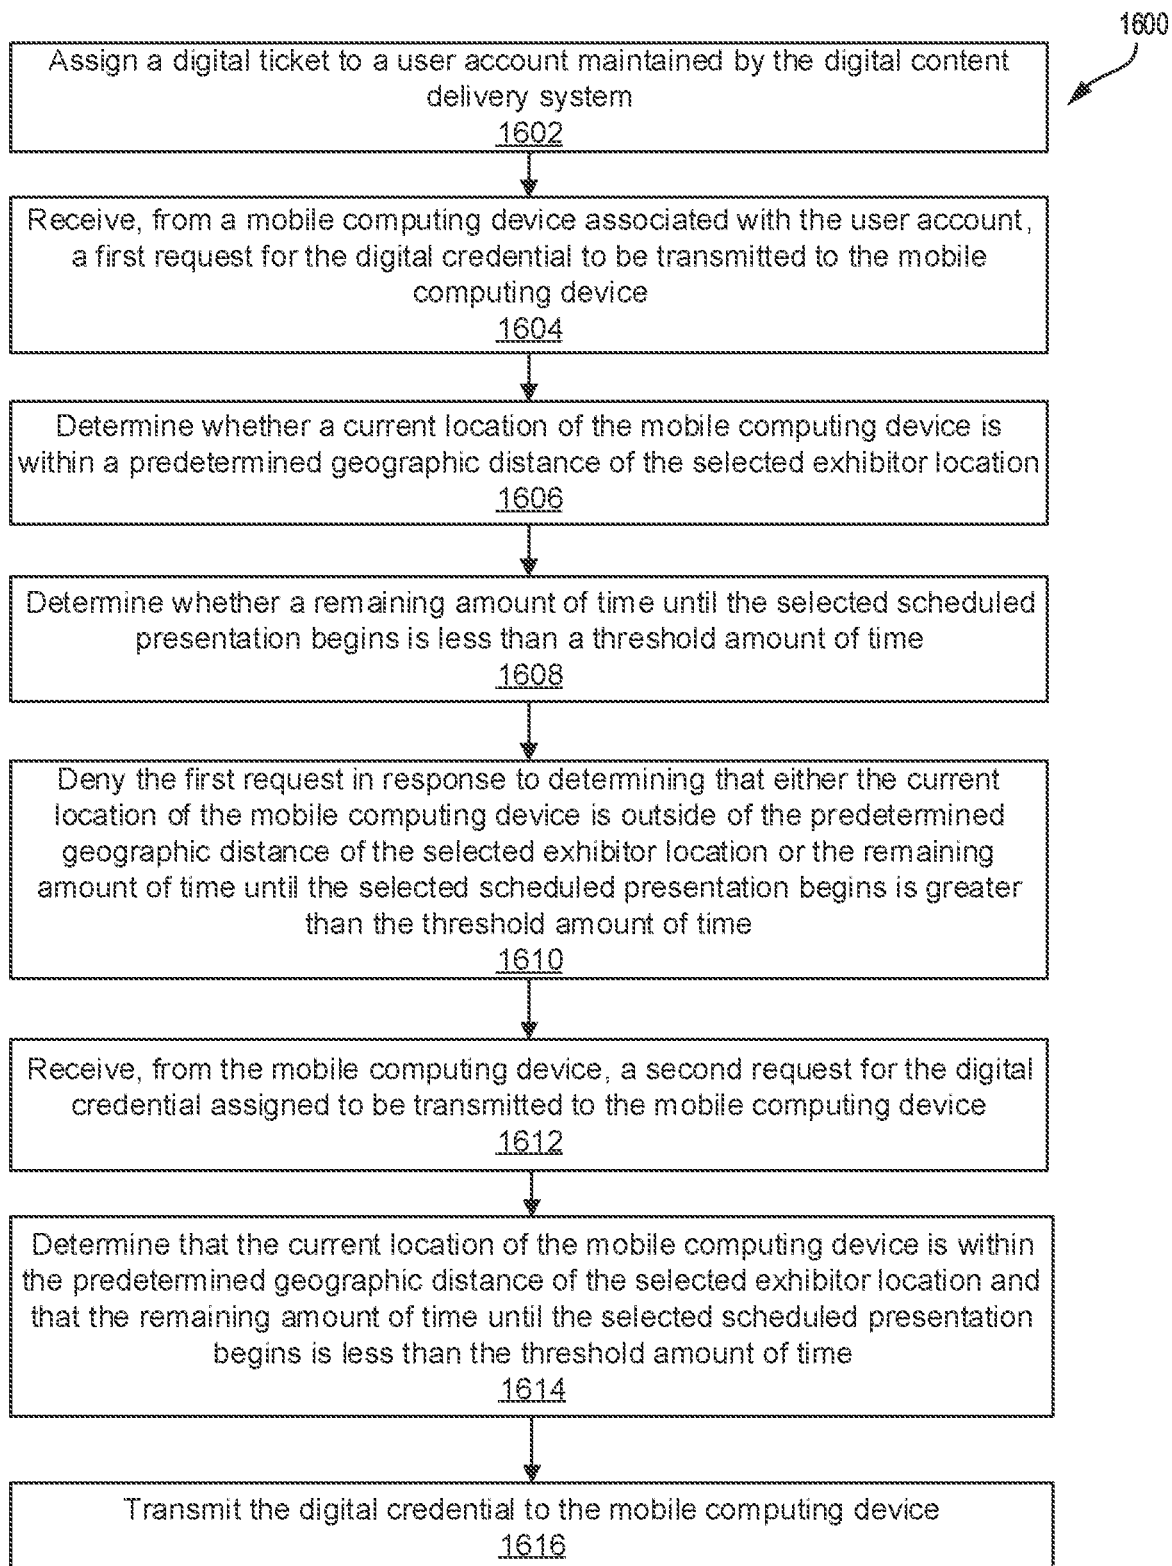 1600
Assign a digital ticket to a user account maintained by the digital content
delivery system
1602
Receive, from a mobile computing device associated with the user account,
a first request for the digital credential to be transmitted to the mobile
computing device
1604
Determine whether a current location of the mobile computing device is
within a predetermined geographic distance of the selected exhibitor location
1606
Determine whether a remaining amount of time until the selected scheduled
presentation begins is less than a threshold amount of time
1608
Deny the first request in response to determining that either the current
location of the mobile computing device is outside of the predetermined
geographic distance of the selected exhibitor location or the remaining
amount of time until the selected scheduled presentation begins is greater
than the threshold amount of time
1610
Receive, from the mobile computing device, a second request for the digital
credential assigned to be transmitted to the mobile computing device
1612
Determine that the current location of the mobile computing device is within
the predetermined geographic distance of the selected exhibitor location and
that the remaining amount of time until the selected scheduled presentation
begins is less than the threshold amount of time
1614
Transmit the digital credential to the mobile computing device
1616